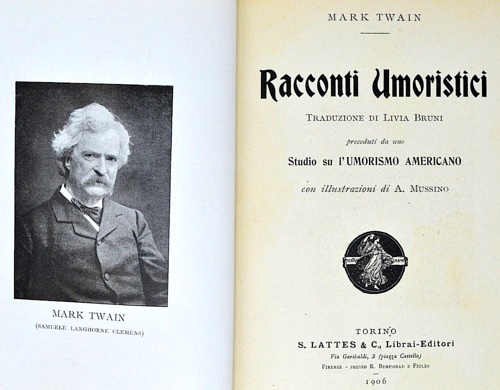 MARK TWAIN
(SAMUELE LANGHORNE CLEMENS)
MARK TWAIN
Racconti Umoristici
TRADUZIONE DI LIVIA BRUNI
preceduti da uno
Studio su l'UMORISMO AMERICANO
con illustrazioni di A. MUSSINO
TORINO
S. LATTES & C., Librai-Editori
Via Garibaldi, 3 (piazza Castello)
FIRENZE - PRESSO R. BEMPORAD E FIGLIO
1906